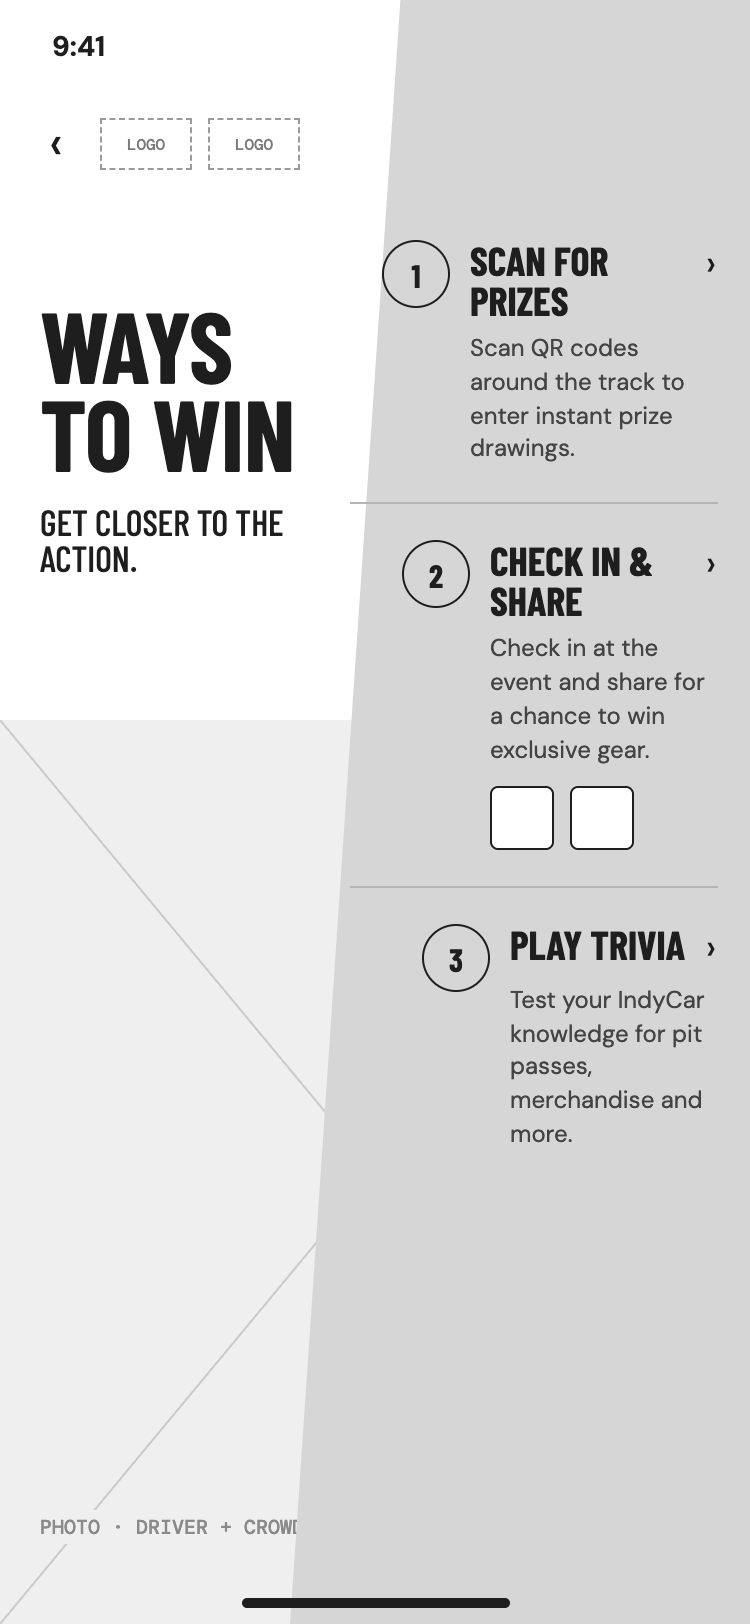 9:41
LOGO LOGO
WAYS
TO WIN
GET CLOSER TO THE
ACTION.
1
SCAN FOR
PRIZES
Scan QR codes
around the track to
enter instant prize
drawings.
2
CHECK IN &
SHARE
Check in at the
event and share for
a chance to win
exclusive gear.
3
PLAY TRIVIA
Test your IndyCar
knowledge for pit
passes,
merchandise and
more.
PHOTO · DRIVER + CROWD